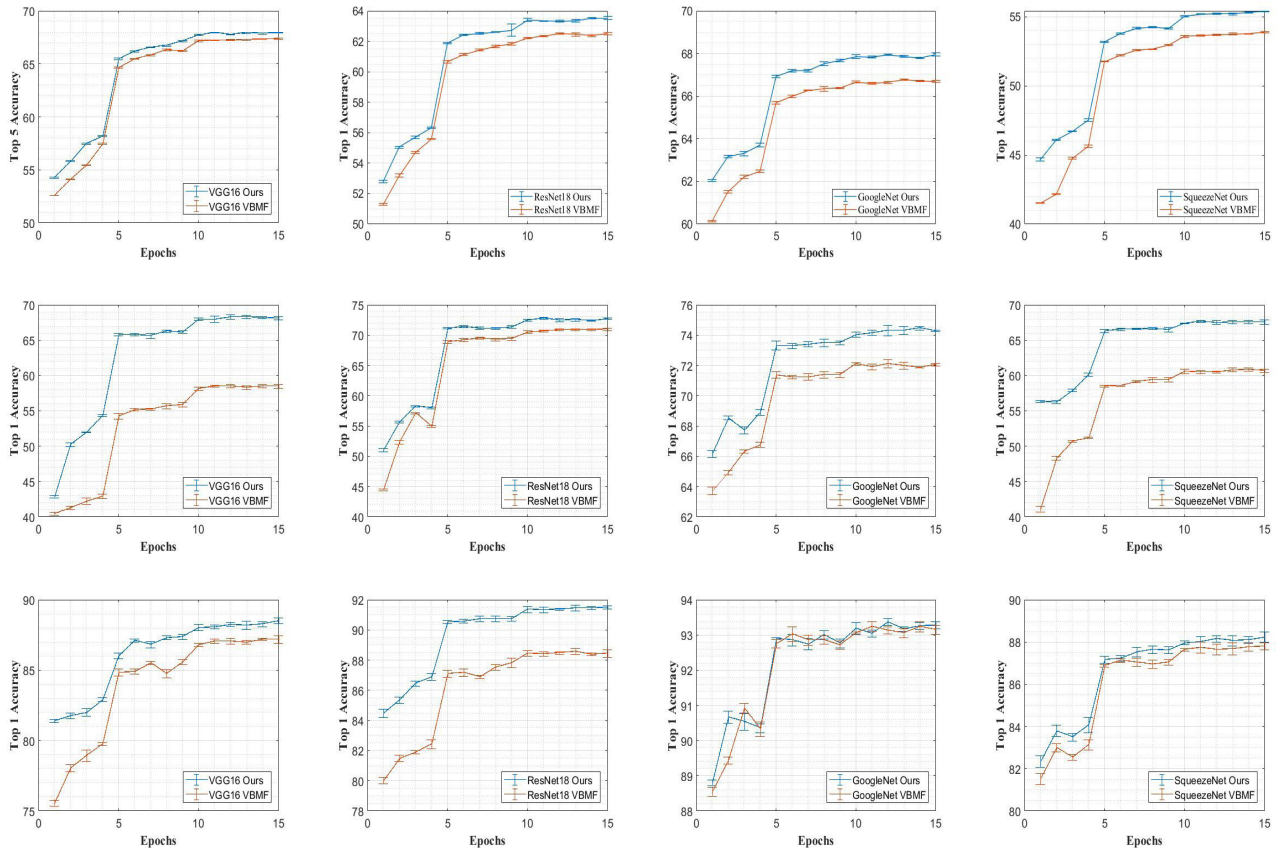 Top 5 Accuracy
70
65
60
55
50
0
5
10
15
Epochs
VGG16 Ours
VGG16 VBMF
Top 1 Accuracy
64
62
60
58
56
54
52
50
0
5
10
15
Epochs
ResNet18 Ours
ResNet18 VBMF
Top 1 Accuracy
70
68
66
64
62
60
0
5
10
15
Epochs
GoogleNet Ours
GoogleNet VBMF
Top 1 Accuracy
55
50
45
40
0
5
10
15
Epochs
SqueezeNet Ours
SqueezeNet VBMF
Top 1 Accuracy
70
65
60
55
50
45
40
0
5
10
15
Epochs
VGG16 Ours
VGG16 VBMF
Top 1 Accuracy
75
70
65
60
55
50
45
40
0
5
10
15
Epochs
ResNet18 Ours
ResNet18 VBMF
Top 1 Accuracy
76
74
72
70
68
66
64
62
0
5
10
15
Epochs
GoogleNet Ours
GoogleNet VBMF
Top 1 Accuracy
70
65
60
55
50
45
40
0
5
10
15
Epochs
SqueezeNet Ours
SqueezeNet VBMF
Top 1 Accuracy
90
85
80
75
0
5
10
15
Epochs
VGG16 Ours
VGG16 VBMF
Top 1 Accuracy
92
90
88
86
84
82
80
78
0
5
10
15
Epochs
ResNet18 Ours
ResNet18 VBMF
Top 1 Accuracy
94
93
92
91
90
89
88
0
5
10
15
Epochs
GoogleNet Ours
GoogleNet VBMF
Top 1 Accuracy
90
88
86
84
82
80
0
5
10
15
Epochs
SqueezeNet Ours
SqueezeNet VBMF